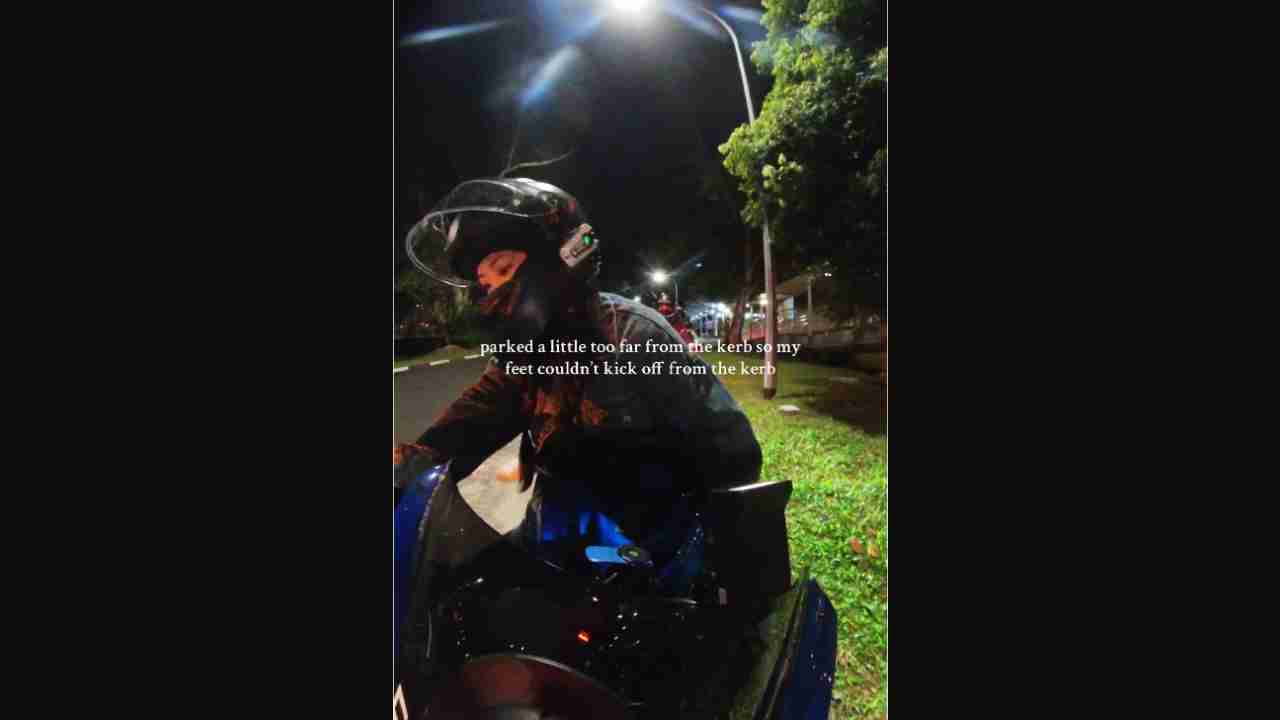 parked a little too far from the kerb so my
feet couldn't kick off from the kerb